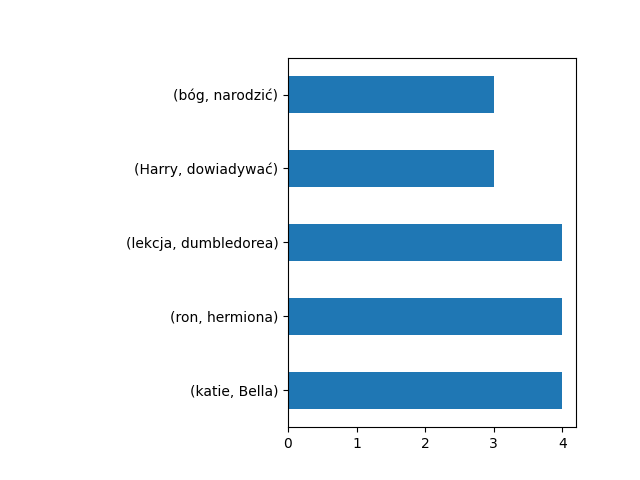 (bóg, narodzić)
(Harry, dowiadywać)
(lekcja, dumbledorea)
(ron, hermiona)
(katie, Bella)
0 1 2 3 4